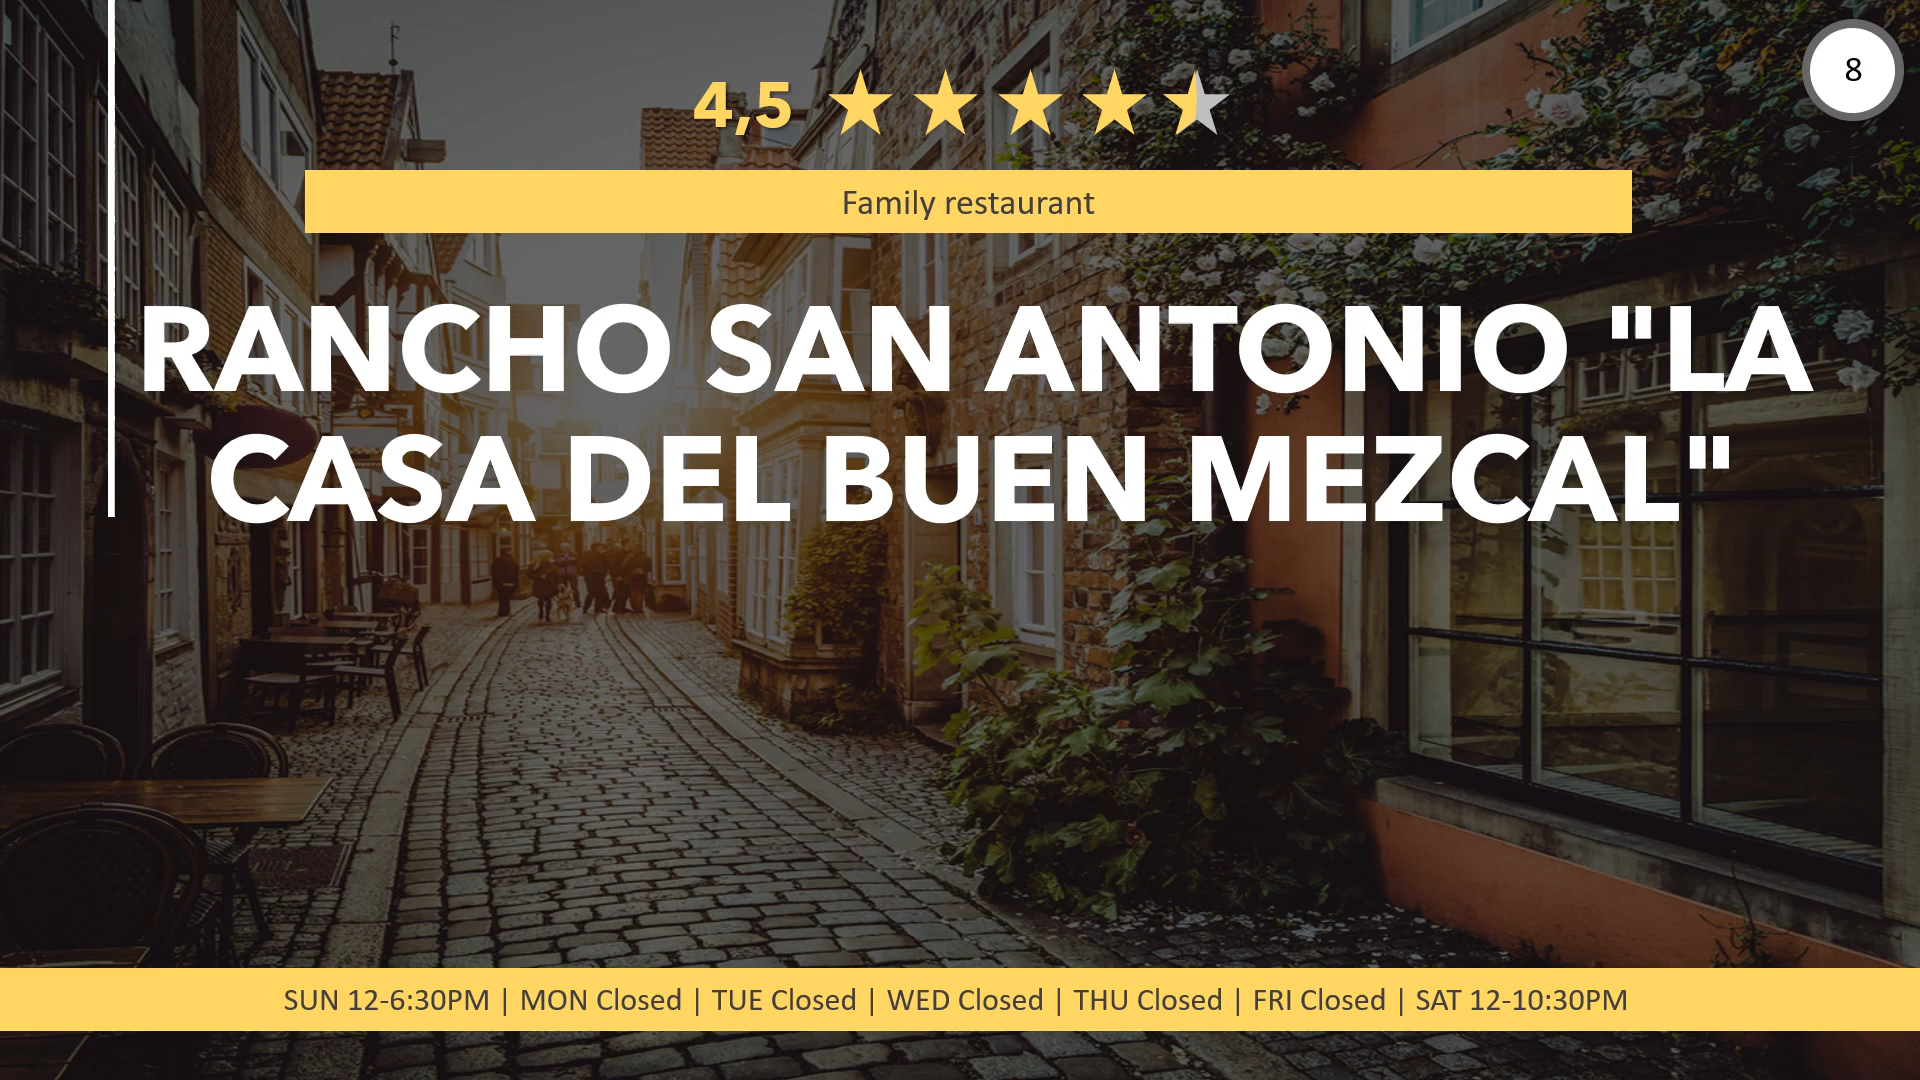 8
4,5
Family restaurant
RANCHO SAN ANTONIO "LA
CASA DEL BUEN MEZCAL"
SUN 12-6:30PM | MON Closed | TUE Closed | WED Closed | THU Closed | FRI Closed | SAT 12-10:30PM